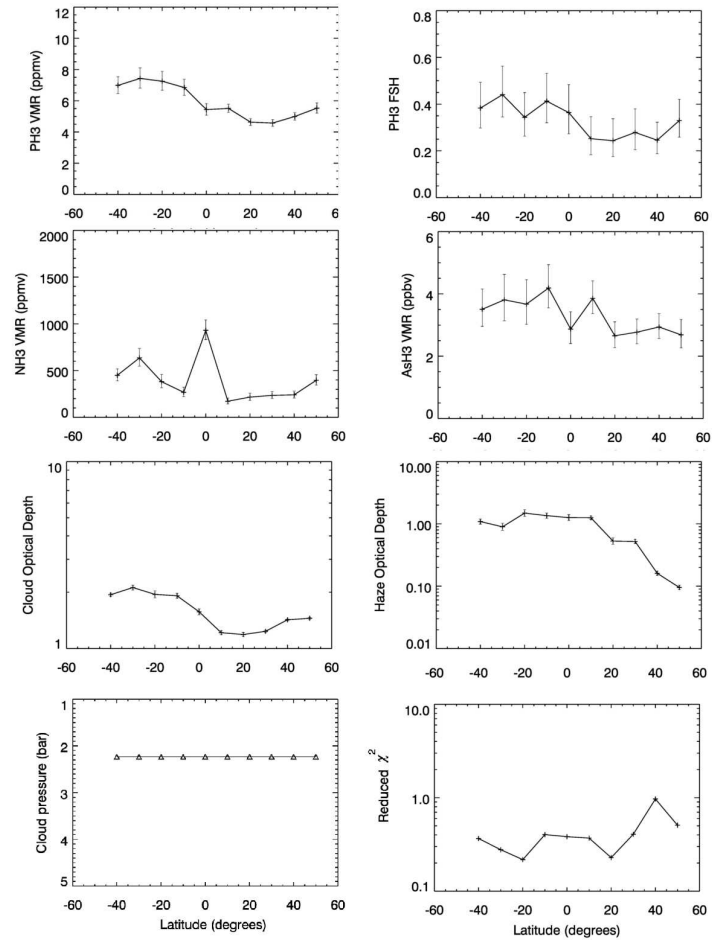 12
10
8
6
4
2
0
PH3 VMR (ppmv)
-60 -40 -20 0 20 40 6
0.8
0.6
0.4
0.2
0.0
PH3 FSH
-60 -40 -20 0 20 40 60
2000
1500
1000
500
0
NH3 VMR (ppmv)
-60 -40 -20 0 20 40 60
6
4
2
0
AsH3 VMR (ppbv)
-60 -40 -20 0 20 40 60
10
1
Cloud Optical Depth
-60 -40 -20 0 20 40 60
10.00
1.00
0.10
0.01
Haze Optical Depth
-60 -40 -20 0 20 40 60
1
2
3
4
5
Cloud pressure (bar)
-60 -40 -20 0 20 40 60
Latitude (degrees)
10.0
1.0
0.1
Reduced χ²
-60 -40 -20 0 20 40 60
Latitude (degrees)